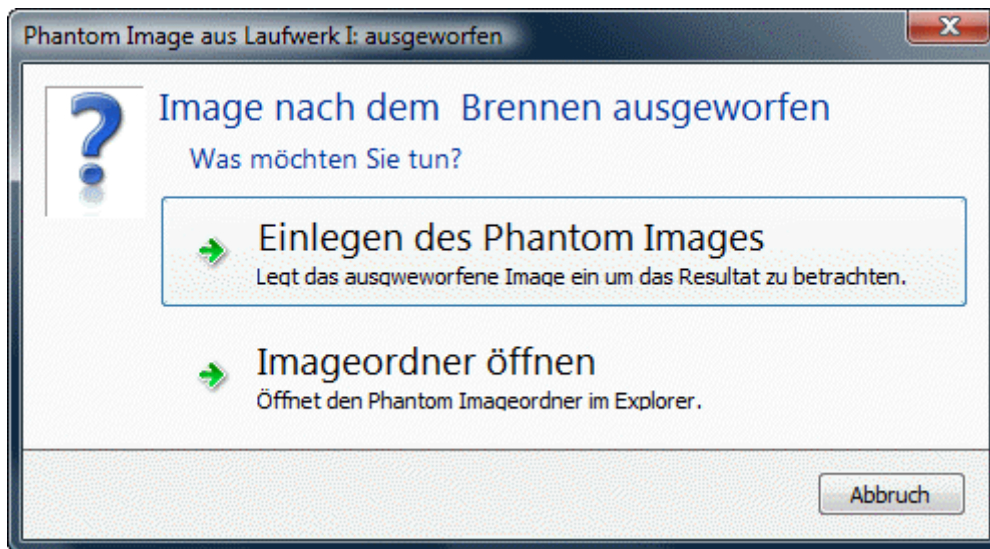 Phantom Image aus Laufwerk I: ausgeworfen
Image nach dem Brennen ausgeworfen
Was möchten Sie tun?
Einlegen des Phantom Images
Legt das ausgweworfene Image ein um das Resultat zu betrachten.
Imageordner öffnen
Öffnet den Phantom Imageordner im Explorer.
Abbruch